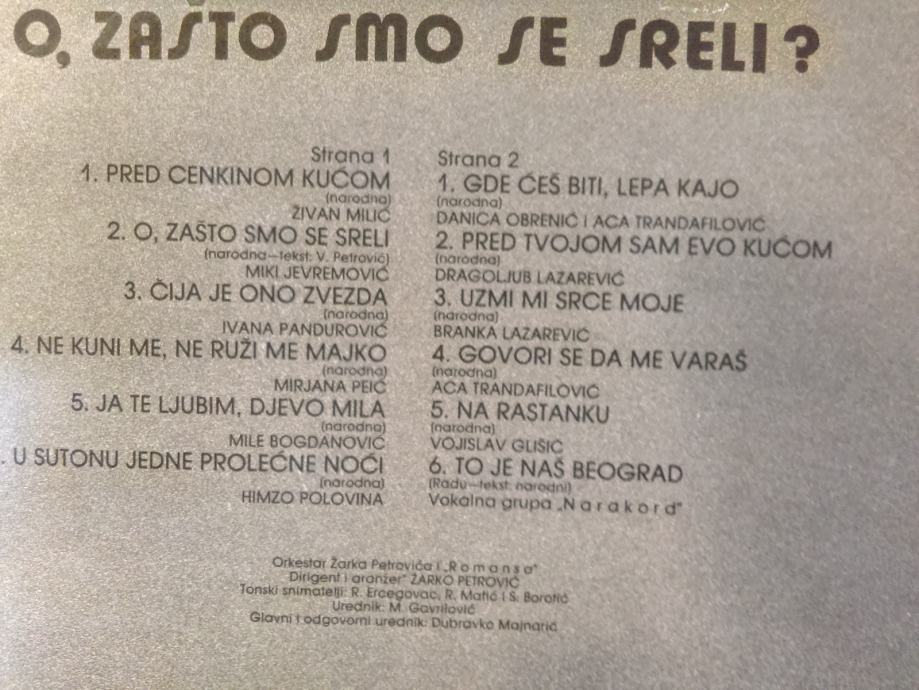 O, ZAŠTO SMO SE SRELI?
Strana 1
1. PRED CENKINOM KUĆOM
(narodna)
ŽIVAN MILIĆ
2. O, ZAŠTO SMO SE SRELI
(narodna—tekst: V. Petrović)
MIKI JEVREMOVIĆ
3. ČIJA JE ONO ZVEZDA
(narodna)
IVANA PANDUROVIĆ
4. NE KUNI ME, NE RUŽI ME MAJKO
(narodna)
MIRJANA PEIĆ
5. JA TE LJUBIM, DJEVO MILA
(narodna)
MILE BOGDANOVIĆ
. U SUTONU JEDNE PROLEĆNE NOĆI
(narodna)
HIMZO POLOVINA
Strana 2
1. GDE ĆEŠ BITI, LEPA KAJO
(narodna)
DANICA OBRENIĆ i ACA TRANDAFILOVIĆ
2. PRED TVOJOM SAM EVO KUĆOM
(narodna)
DRAGOLJUB LAZAREVIĆ
3. UZMI MI SRCE MOJE
(narodna)
BRANKA LAZAREVIĆ
4. GOVORI SE DA ME VARAŠ
(narodna)
ACA TRANDAFILOVIĆ
5. NA RASTANKU
(narodna)
VOJISLAV GLIŠIĆ
6. TO JE NAŠ BEOGRAD
(Radu—tekst: narodni)
Vokalna grupa „Narakord"
Orkestar Žarka Petrovića i „Romansa"
Dirigent i aranžer" ŽARKO PETROVIĆ
Tonski snimatelji: R. Ercegovac, R. Matić i S. Borotić
Urednik: M. Gavrilović
Glavni i odgovorni urednik: Dubravko Majnarić